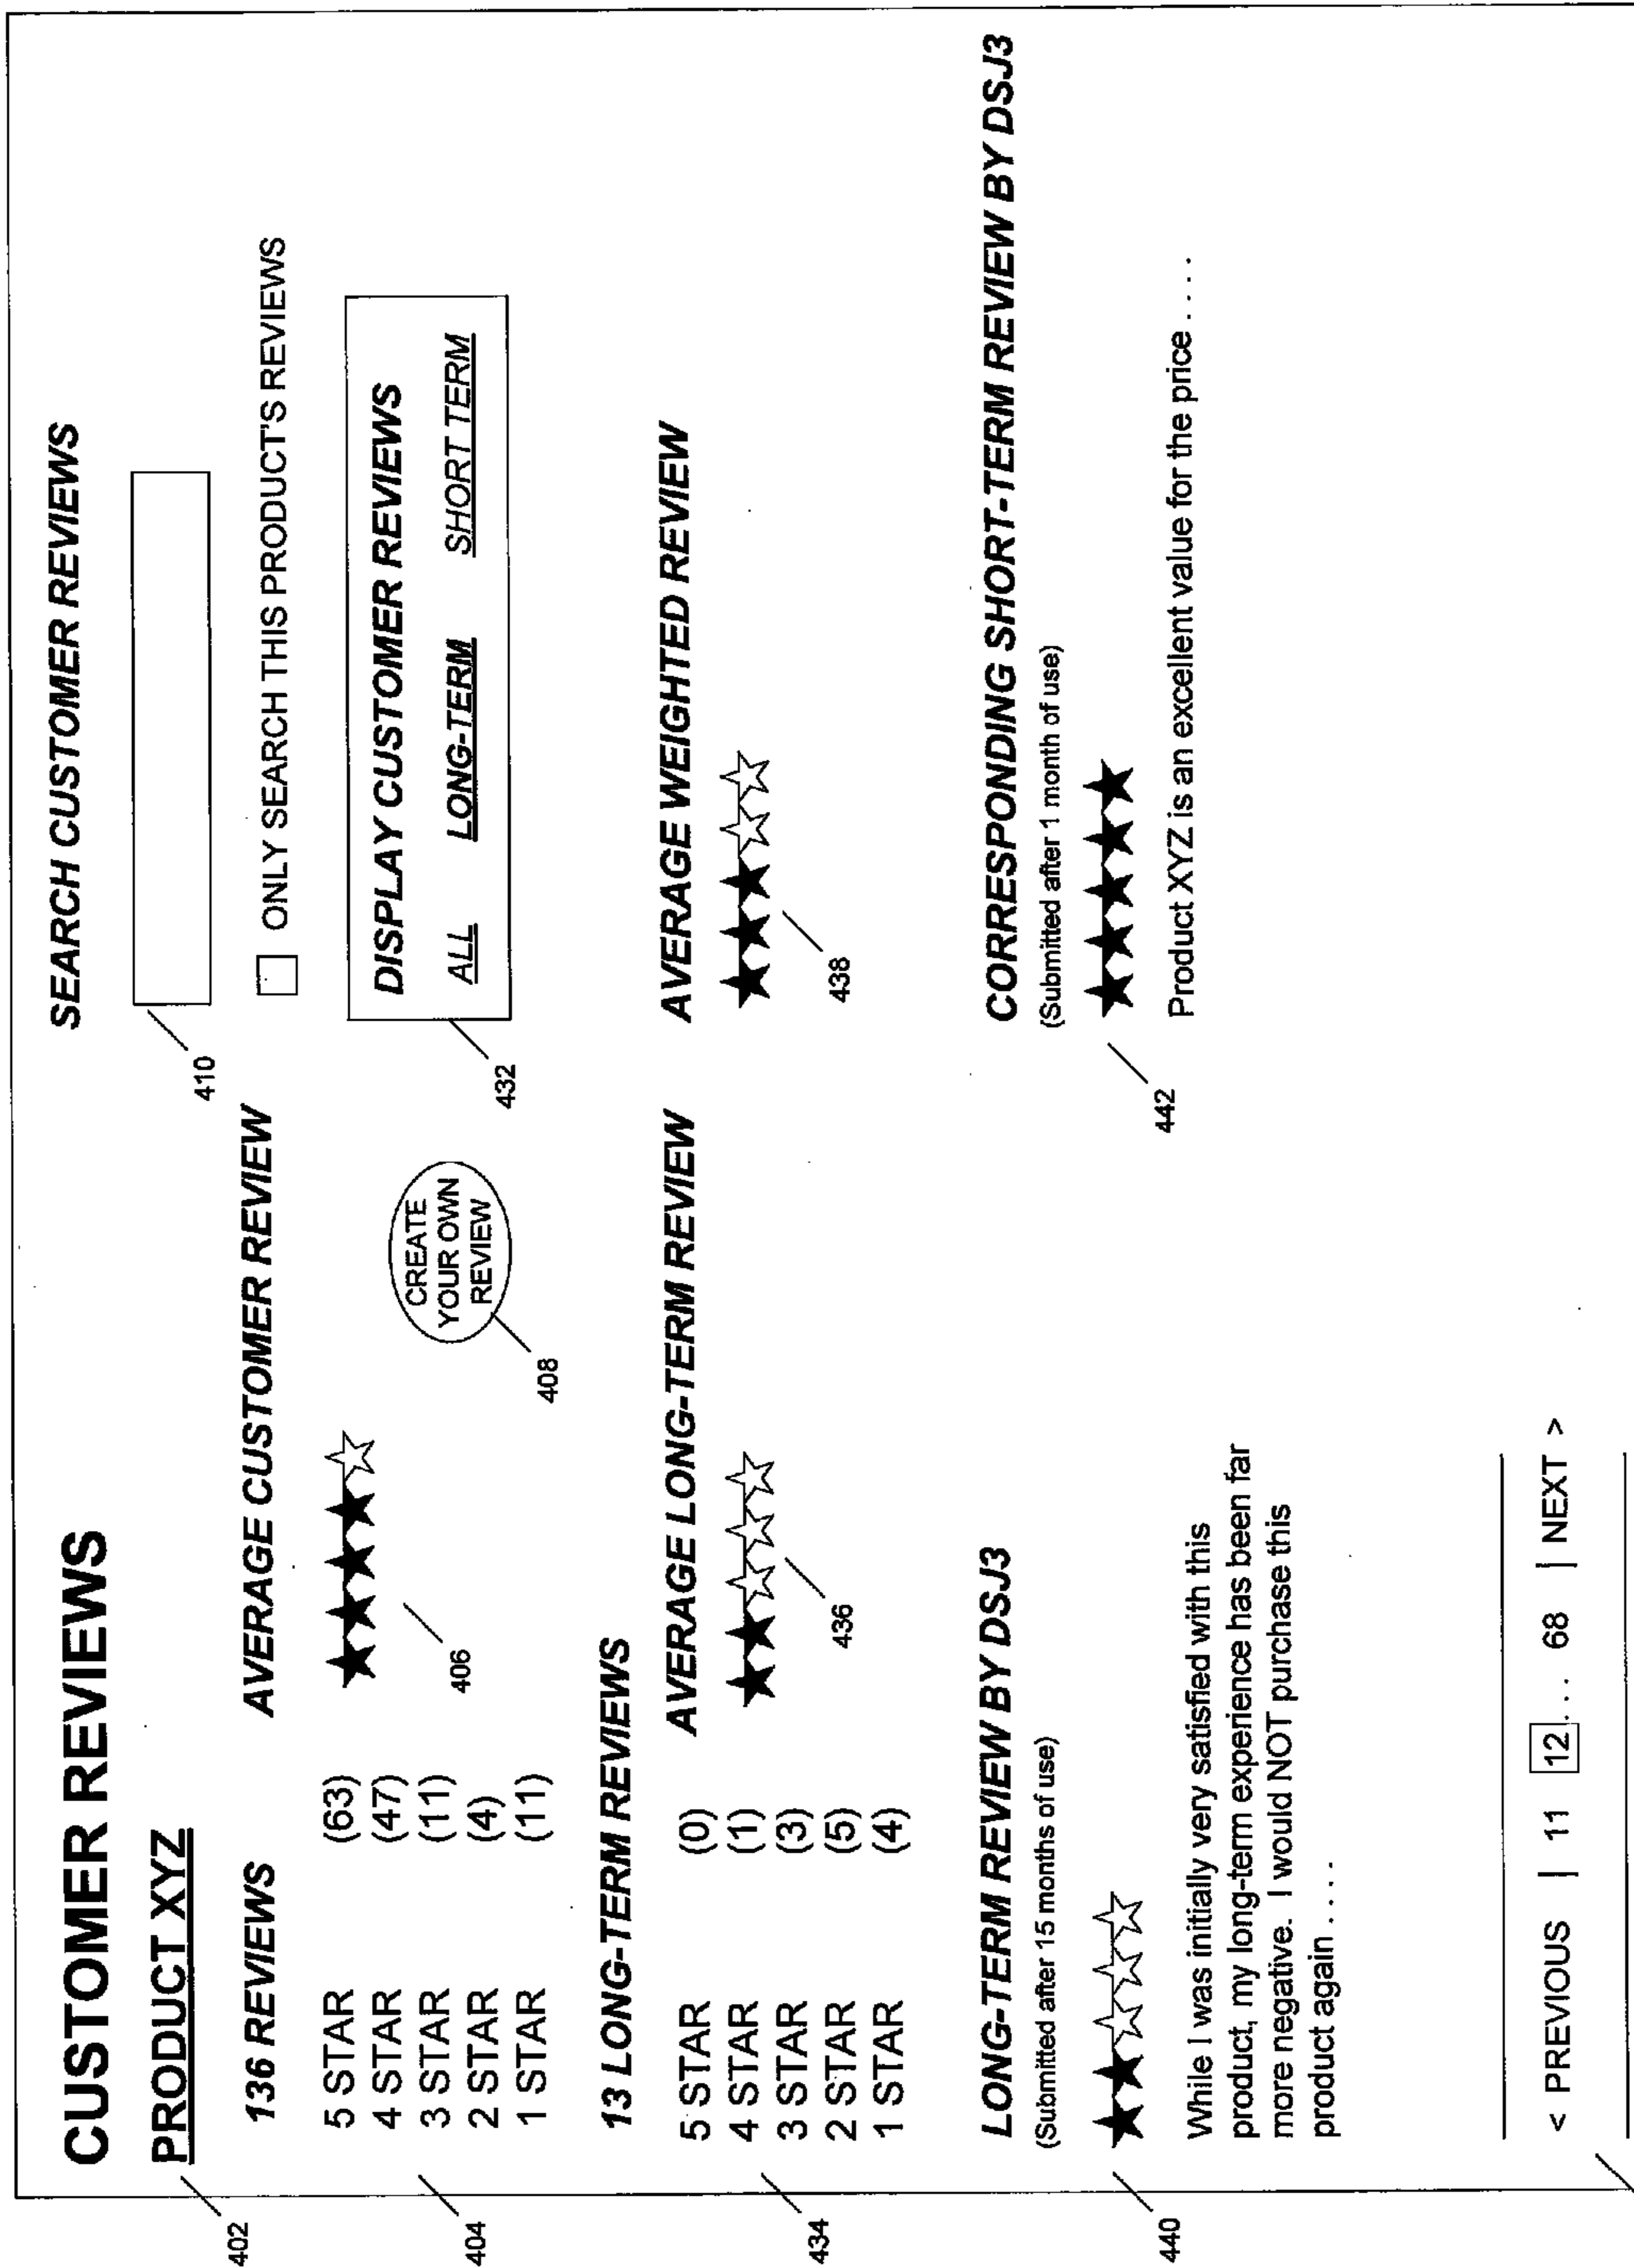 CUSTOMER REVIEWS
PRODUCT XYZ
402
SEARCH CUSTOMER REVIEWS
410
ONLY SEARCH THIS PRODUCT'S REVIEWS
136 REVIEWS
5 STAR (63)
4 STAR (47)
3 STAR (11)
2 STAR (4)
1 STAR (11)
404
AVERAGE CUSTOMER REVIEW
406
CREATE
YOUR OWN
REVIEW
408
DISPLAY CUSTOMER REVIEWS
ALL LONG-TERM SHORT TERM
432
13 LONG-TERM REVIEWS
5 STAR (0)
4 STAR (1)
3 STAR (3)
2 STAR (5)
1 STAR (4)
434
AVERAGE LONG-TERM REVIEW
436
AVERAGE WEIGHTED REVIEW
438
LONG-TERM REVIEW BY DSJ3
(Submitted after 15 months of use)
440
While I was initially very satisfied with this
product, my long-term experience has been far
more negative. I would NOT purchase this
product again . . . .
CORRESPONDING SHORT-TERM REVIEW BY DSJ3
(Submitted after 1 month of use)
442
Product XYZ is an excellent value for the price . . . .
< PREVIOUS | 11 12 . . . 68 | NEXT >